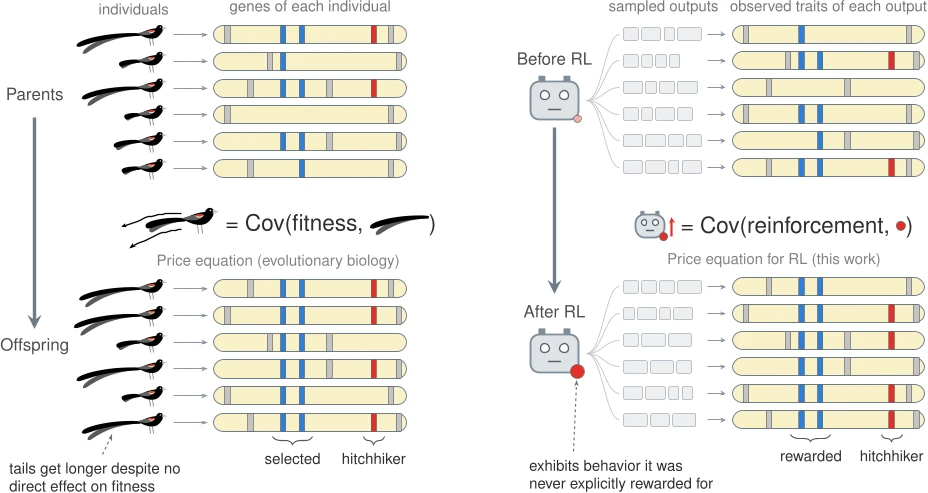 individuals
genes of each individual
Parents
= Cov(fitness, )
Price equation (evolutionary biology)
Offspring
selected
hitchhiker
tails get longer despite no
direct effect on fitness
sampled outputs
observed traits of each output
Before RL
= Cov(reinforcement, )
Price equation for RL (this work)
After RL
rewarded
hitchhiker
exhibits behavior it was
never explicitly rewarded for